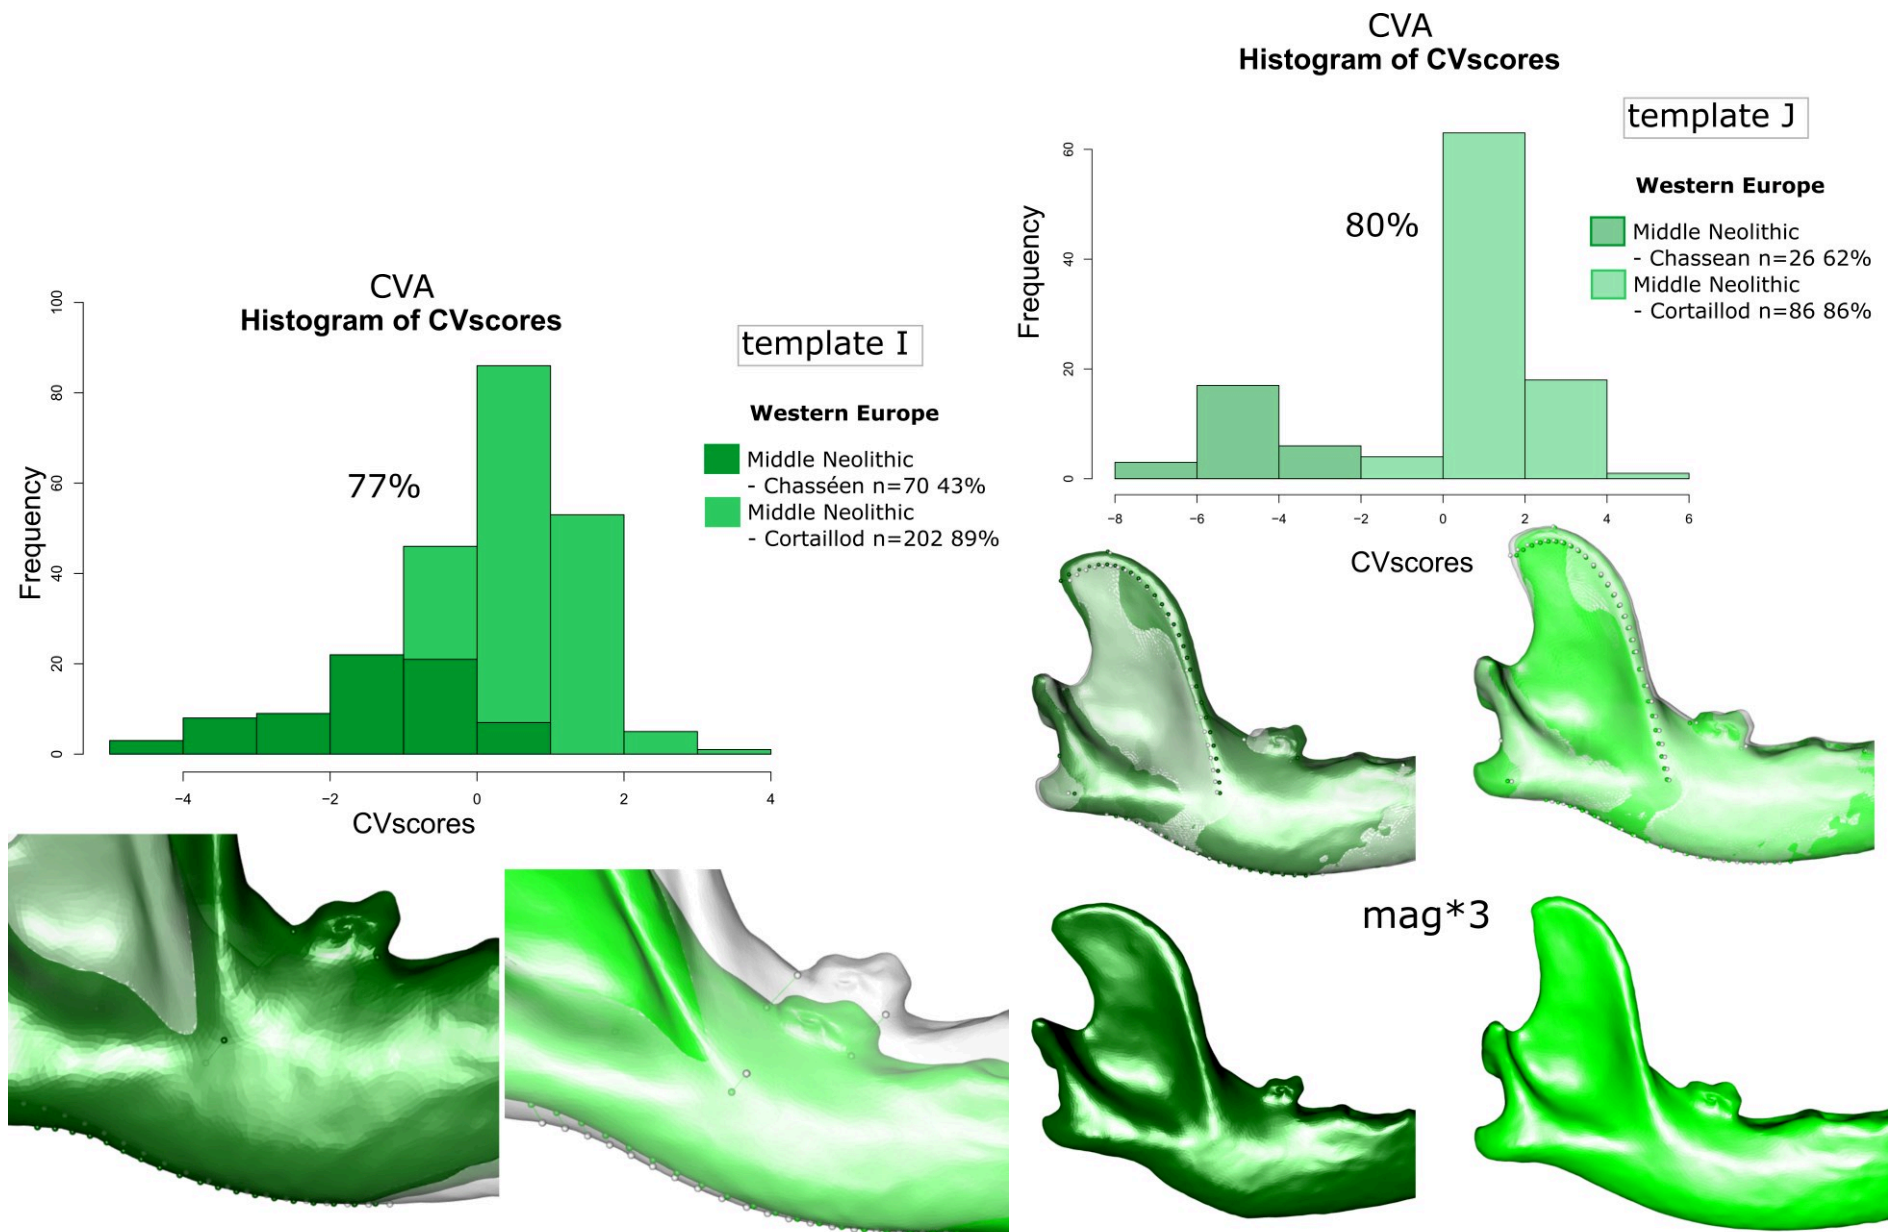 CVA
Histogram of CVscores
template I
Western Europe
Middle Neolithic
- Chasséen n=70 43%
Middle Neolithic
- Cortaillod n=202 89%
77%
Frequency
0
20
40
60
80
100
−4
−2
0
2
4
CVscores
CVA
Histogram of CVscores
template J
Western Europe
Middle Neolithic
- Chassean n=26 62%
Middle Neolithic
- Cortaillod n=86 86%
80%
Frequency
0
20
40
60
−8
−6
−4
−2
0
2
4
6
CVscores
mag*3